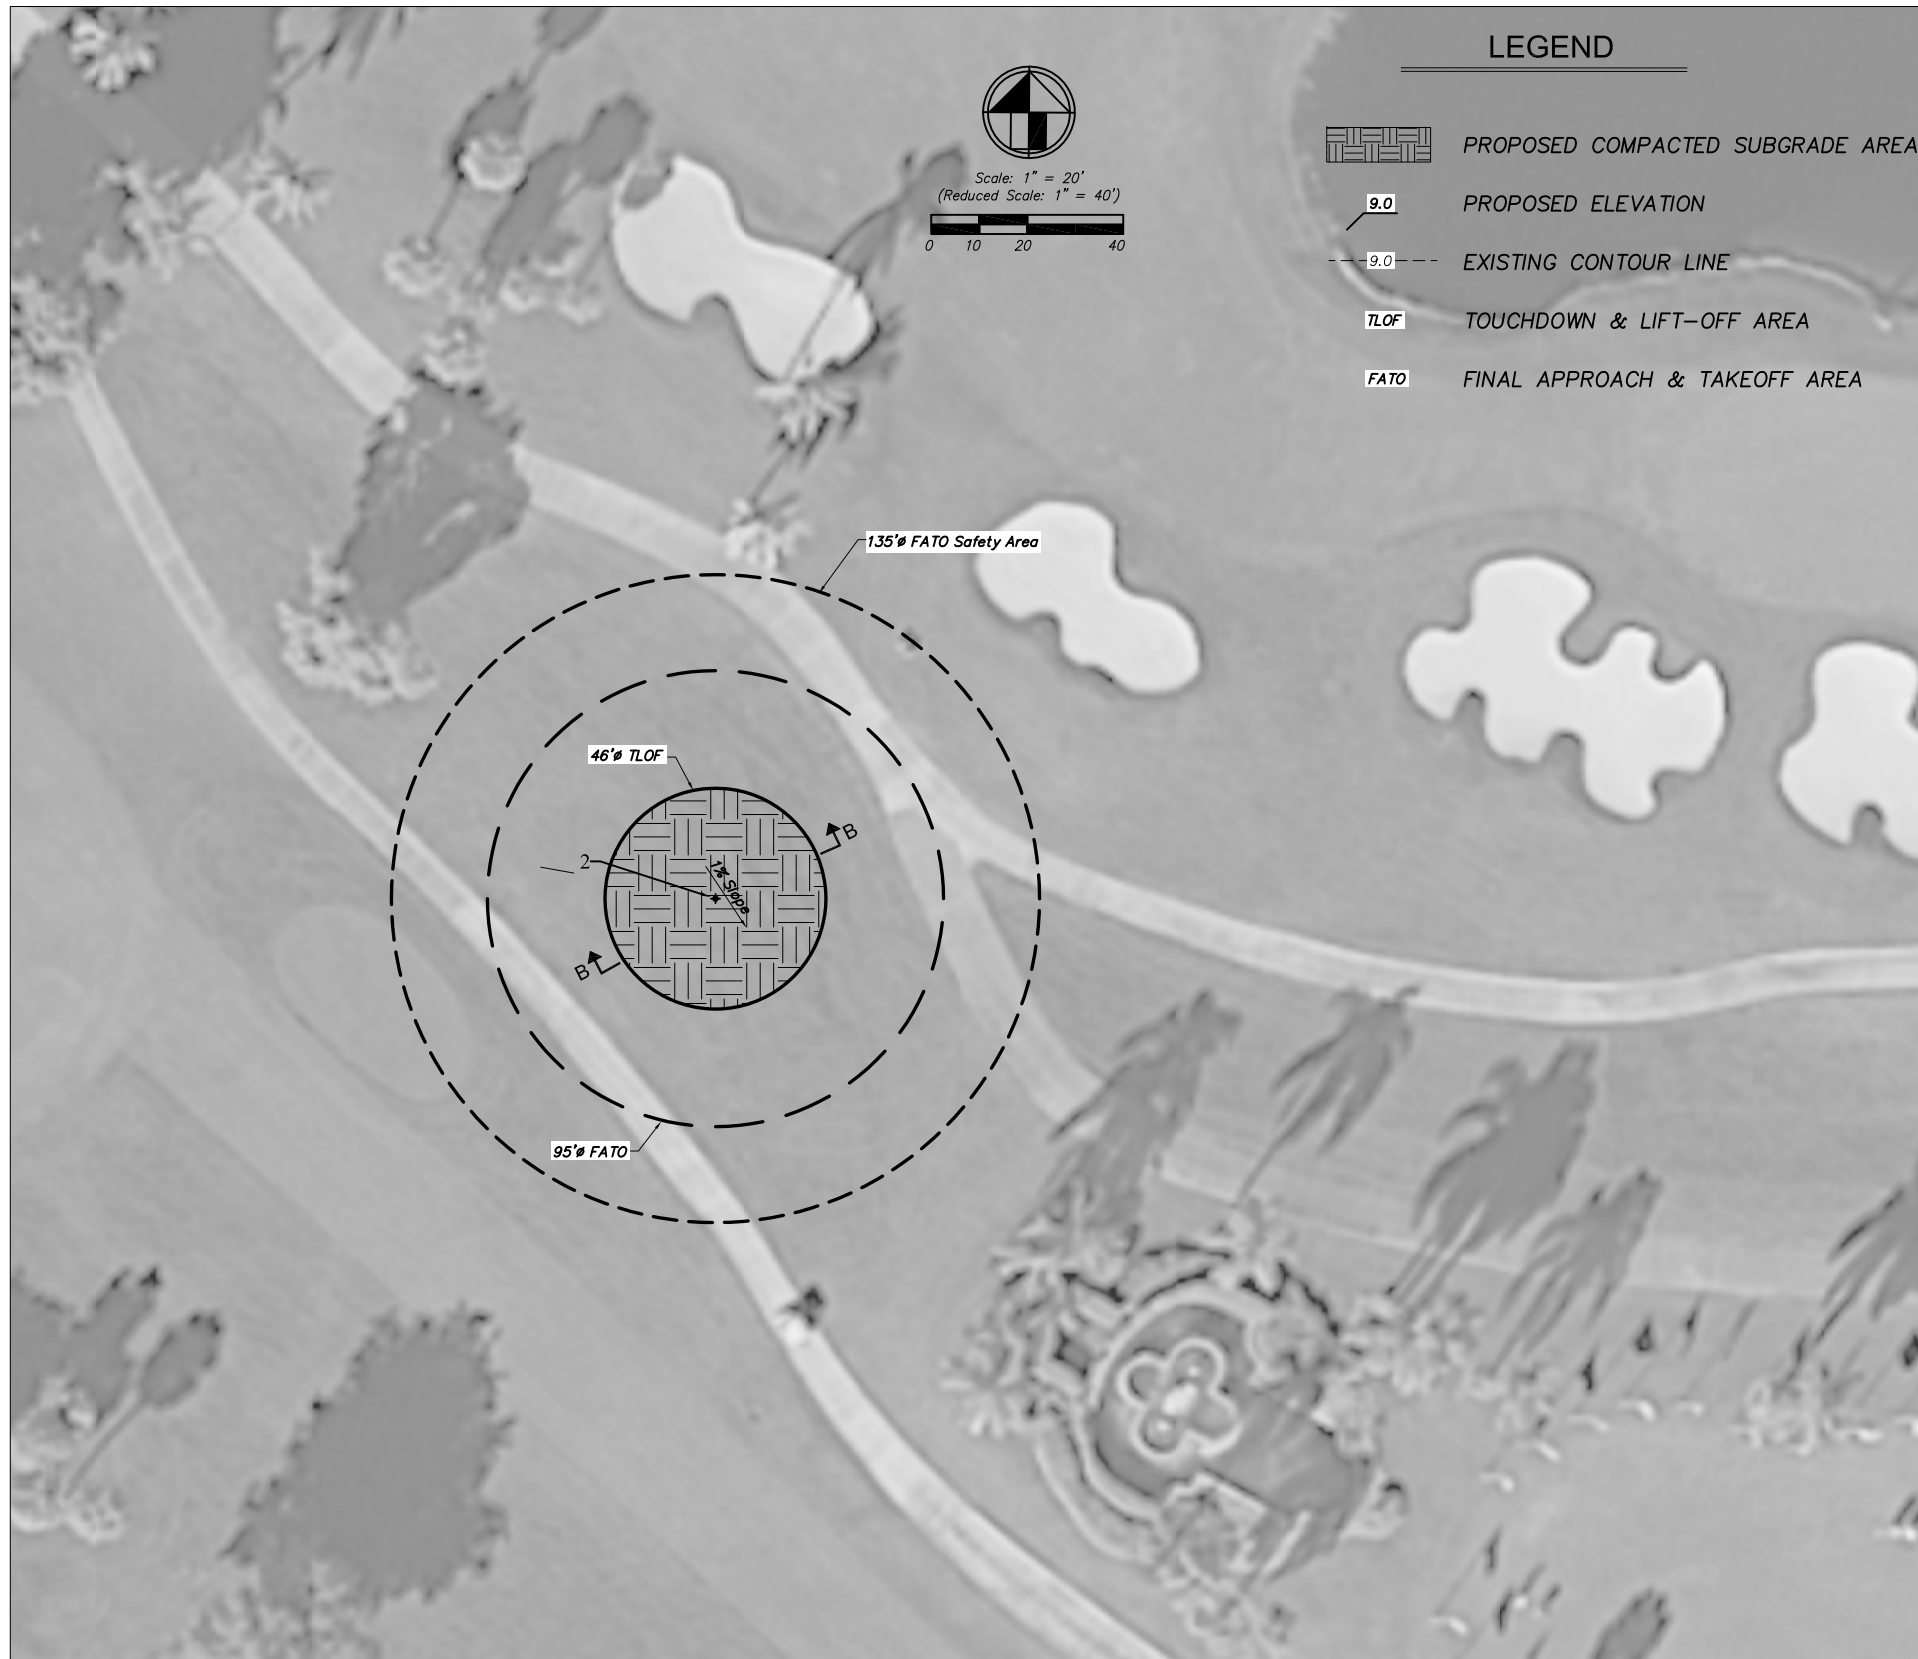 LEGEND
PROPOSED COMPACTED SUBGRADE AREA
9.0 PROPOSED ELEVATION
9.0 EXISTING CONTOUR LINE
TLOF TOUCHDOWN & LIFT-OFF AREA
FATO FINAL APPROACH & TAKEOFF AREA
Scale: 1" = 20'
(Reduced Scale: 1" = 40')
0 10 20 40
135'ø FATO Safety Area
46'ø TLOF
B
2
1% Slope
B
95'ø FATO